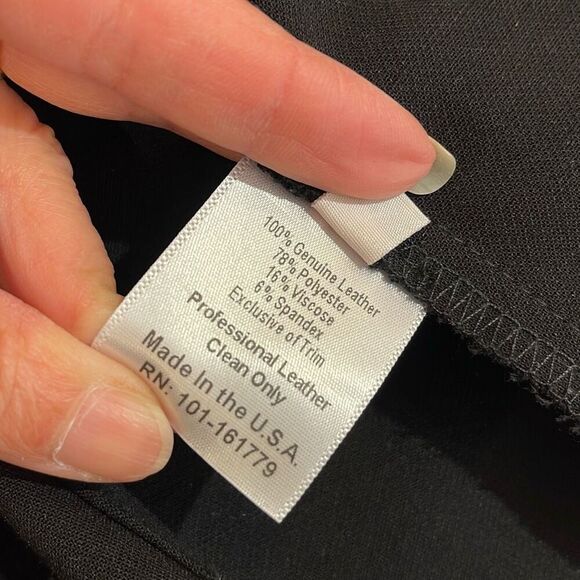 100% Genuine Leather
78% Polyester
16% Viscose
6% Spandex
Exclusive of Trim
Professional Leather
Clean Only
Made In the U.S.A.
RN: 101-161779